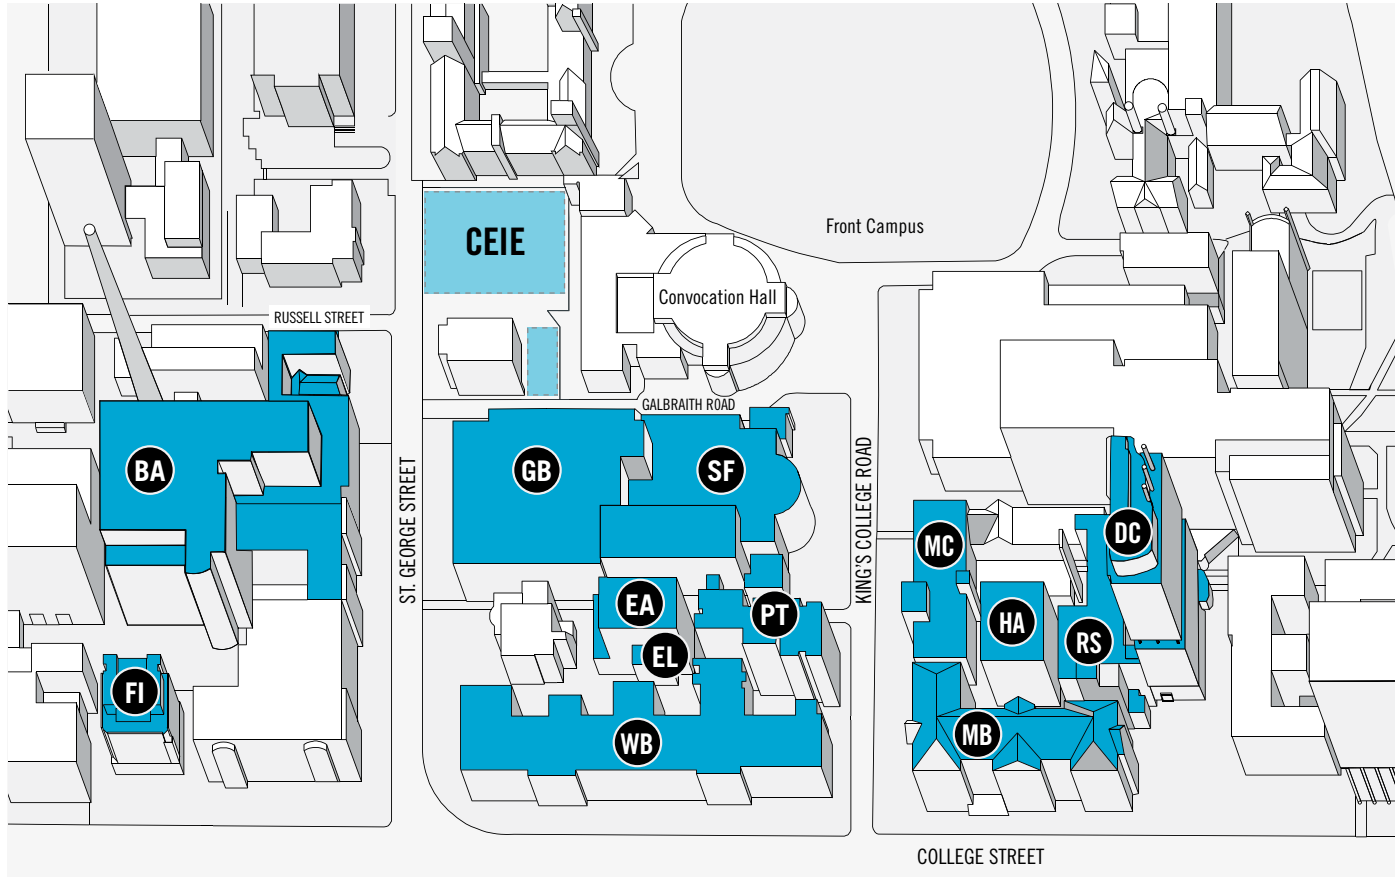 Front Campus
CEIE
Convocation Hall
RUSSELL STREET
GALBRAITH ROAD
BA
GB
SF
ST. GEORGE STREET
KING'S COLLEGE ROAD
DC
MC
EA
PT
HA
RS
EL
FI
WB
MB
COLLEGE STREET